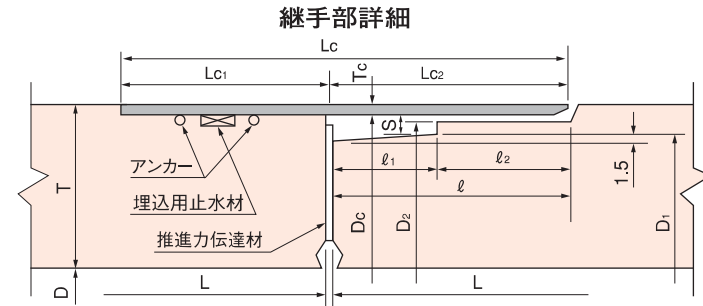 継手部詳細
Lc
Lc1
Lc2
Tc
S
アンカー
埋込用止水材
推進力伝達材
ℓ1
ℓ2
ℓ
1.5
T
Dc
D2
D1
D
L
L